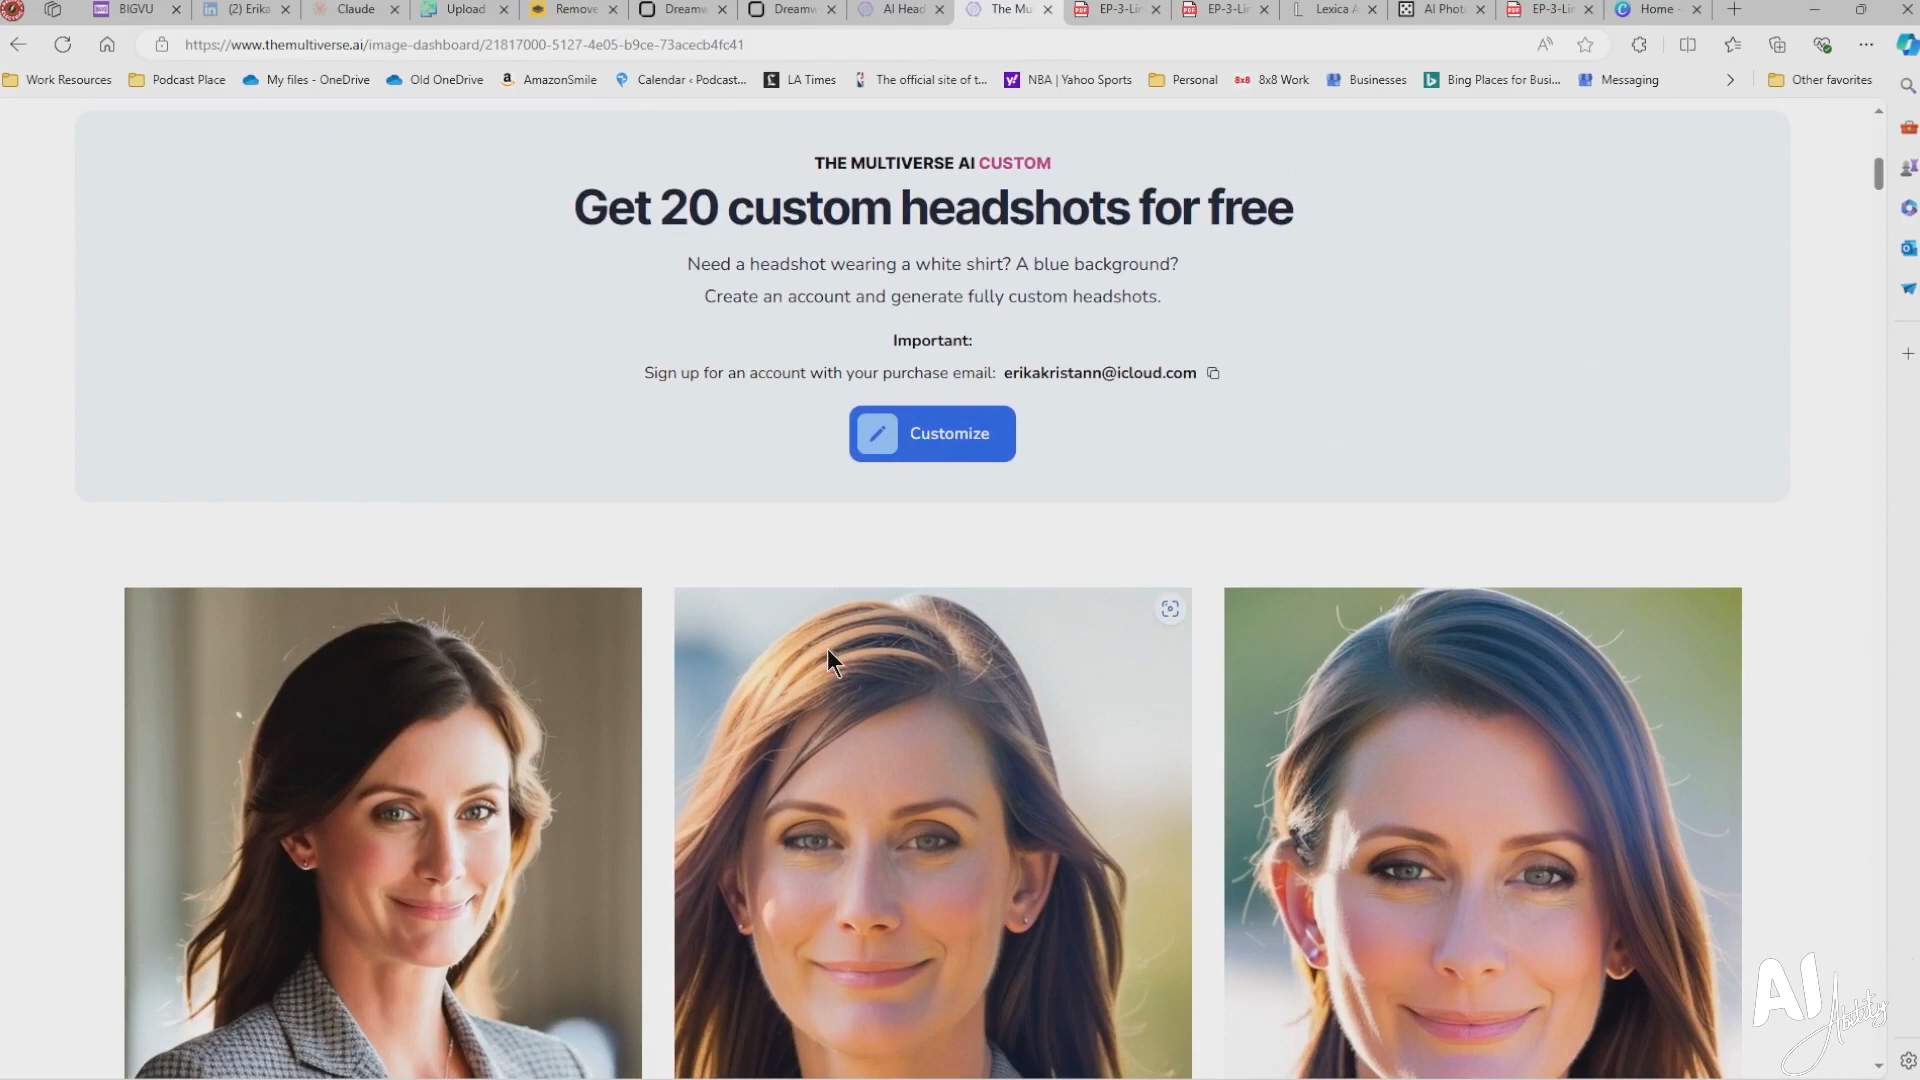 BIGVU
(2) Erika
Claude
Upload
Remove
Dreamw
Dreamw
AI Head
The Mu
EP-3-Lir
EP-3-Lir
Lexica A
AI Phot
EP-3-Lir
Home -
https://www.themultiverse.ai/image-dashboard/21817000-5127-4e05-b9ce-73acecb4fc41
Work Resources
Podcast Place
My files - OneDrive
Old OneDrive
AmazonSmile
Calendar ‹ Podcast...
LA Times
The official site of t...
NBA | Yahoo Sports
Personal
8x8 8x8 Work
Businesses
Bing Places for Busi...
Messaging
Other favorites
THE MULTIVERSE AI CUSTOM
Get 20 custom headshots for free
Need a headshot wearing a white shirt? A blue background?
Create an account and generate fully custom headshots.
Important:
Sign up for an account with your purchase email: erikakristann@icloud.com
Customize
AI Ability